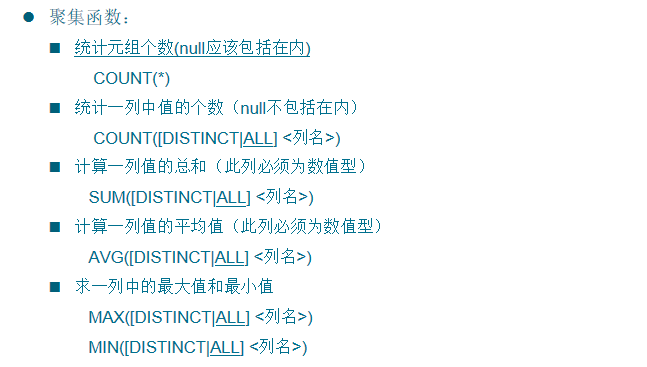 聚集函数：
统计元组个数(null应该包括在内)
COUNT(*)
统计一列中值的个数（null不包括在内）
COUNT([DISTINCT|ALL] <列名>)
计算一列值的总和（此列必须为数值型）
SUM([DISTINCT|ALL] <列名>)
计算一列值的平均值（此列必须为数值型）
AVG([DISTINCT|ALL] <列名>)
求一列中的最大值和最小值
MAX([DISTINCT|ALL] <列名>)
MIN([DISTINCT|ALL] <列名>)